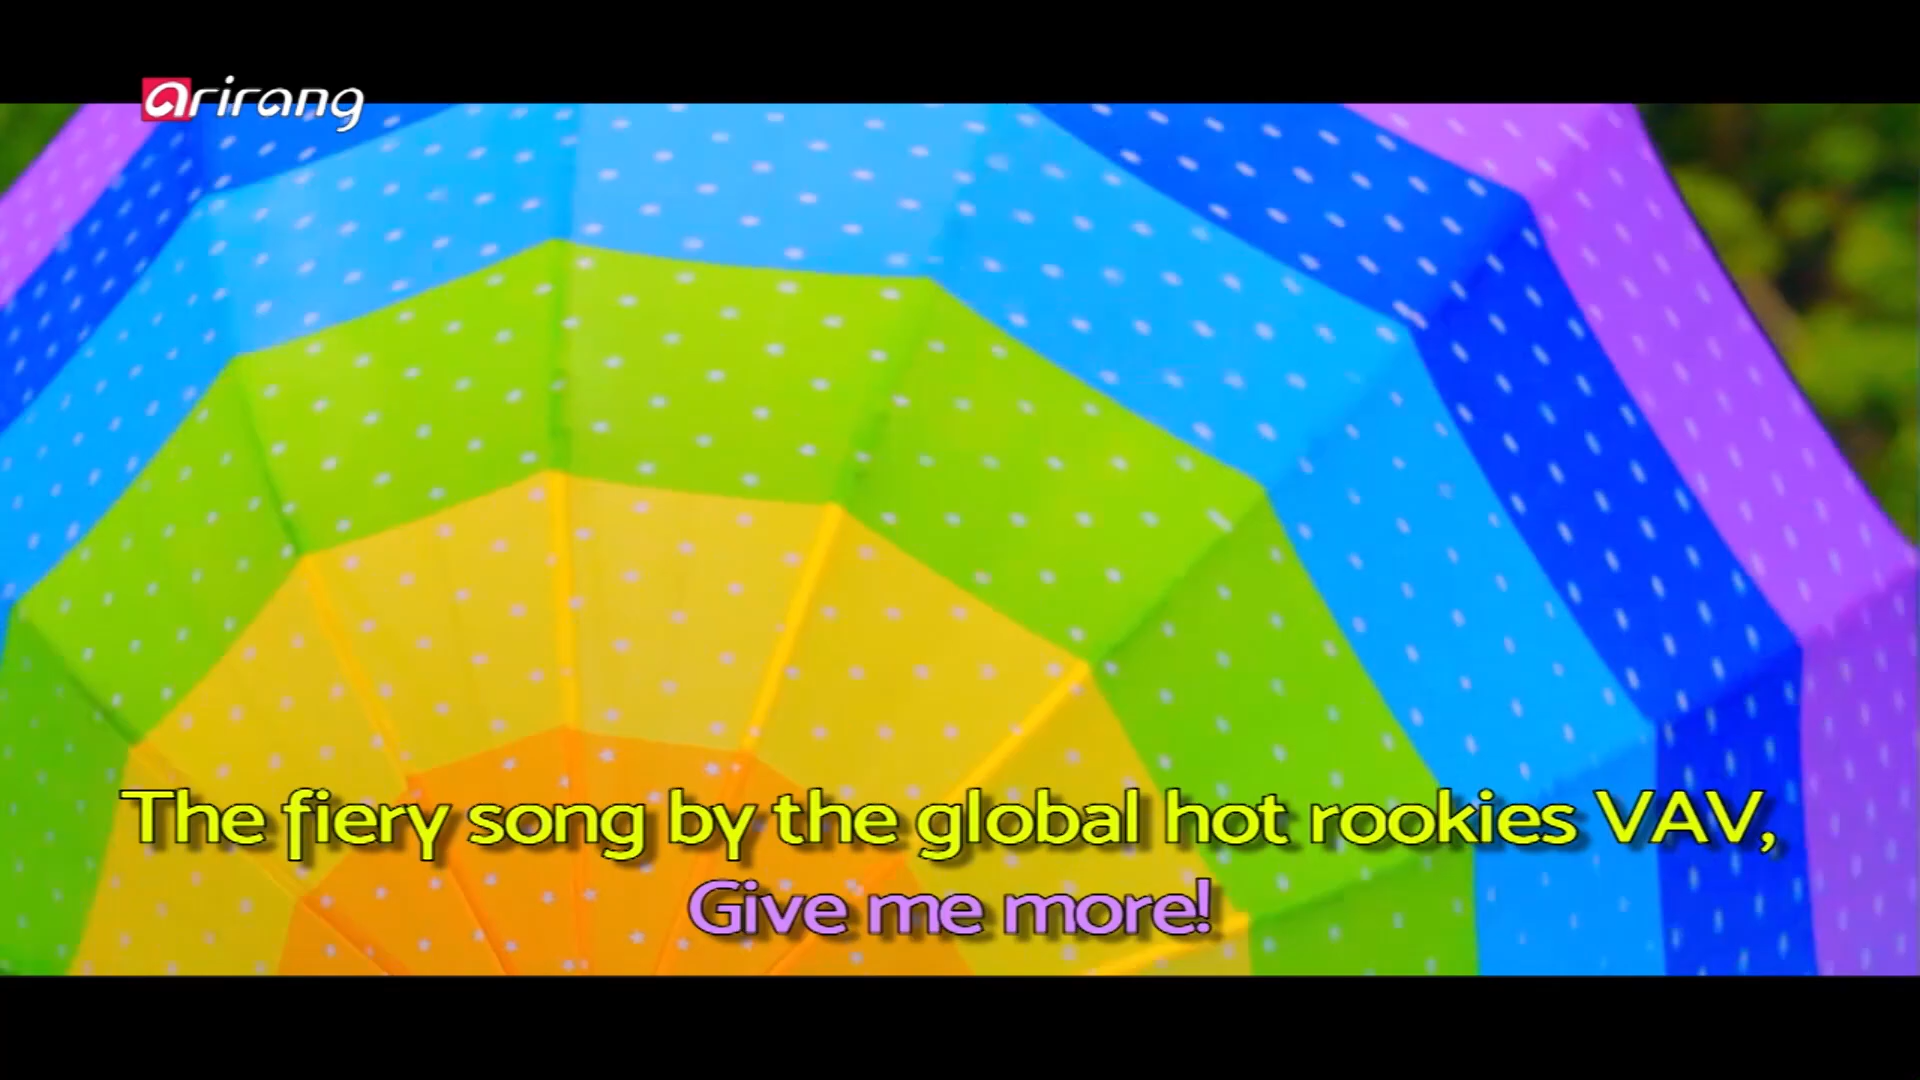 arirang
The fiery song by the global hot rookies VAV,
Give me more!